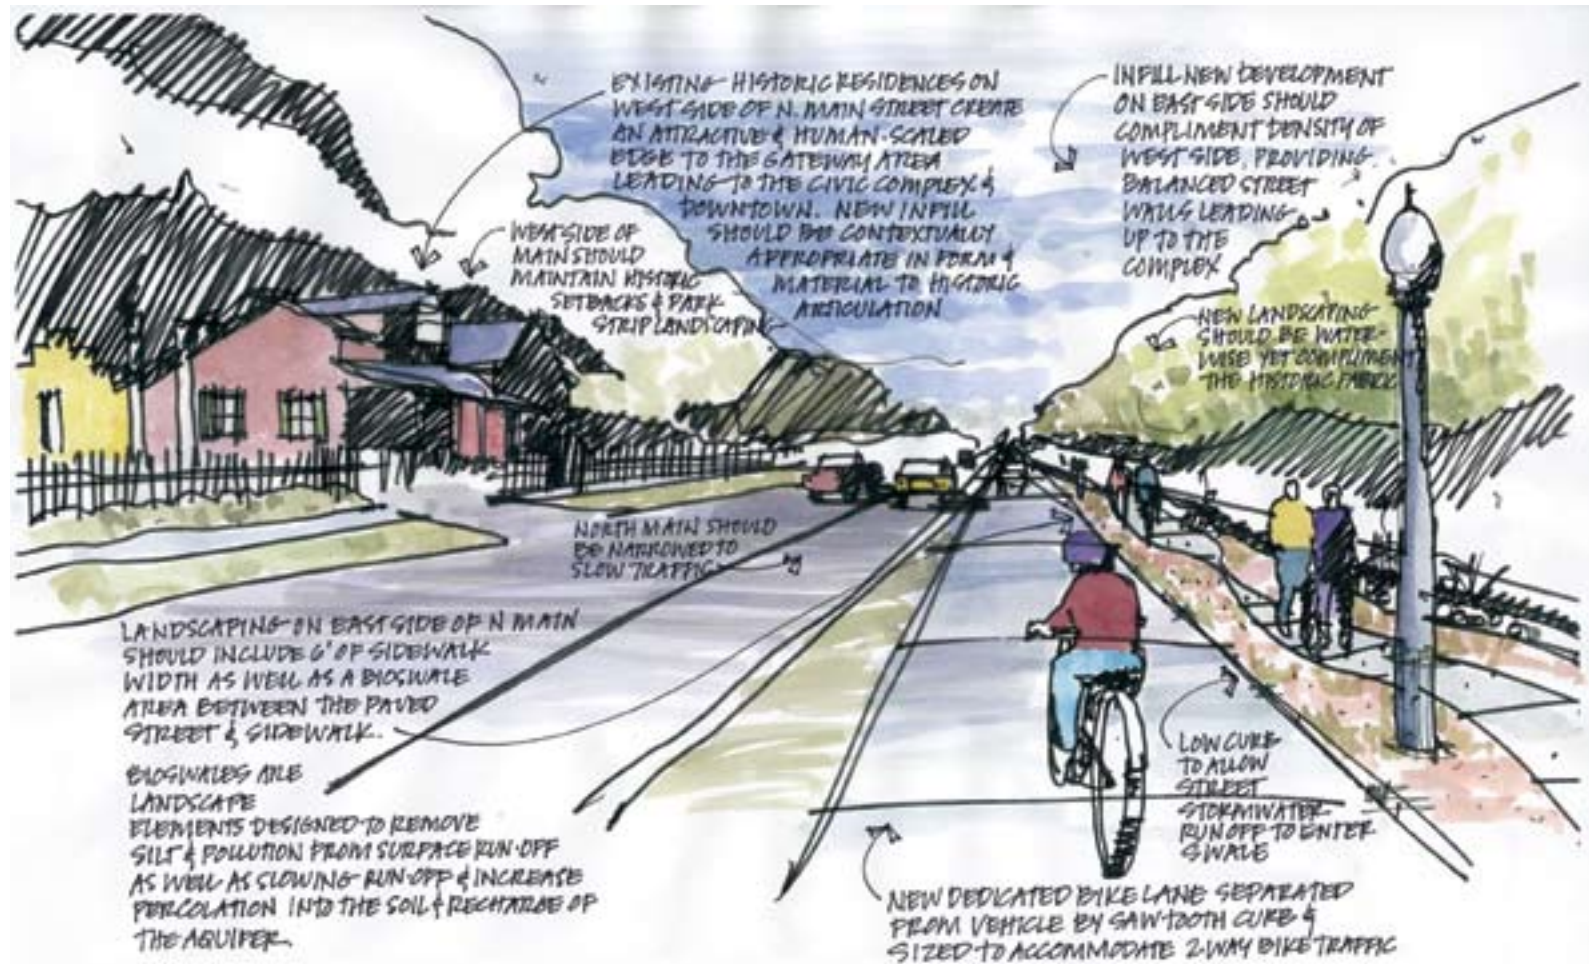 EXISTING HISTORIC RESIDENCES ON
WEST SIDE OF N. MAIN STREET CREATE
AN ATTRACTIVE & HUMAN-SCALED
EDGE TO THE GATEWAY AREA
LEADING TO THE CIVIC COMPLEX &
DOWNTOWN. NEW INFILL
SHOULD BE CONTEXTUALLY
APPROPRIATE IN FORM &
MATERIAL TO HISTORIC
ARTICULATION
INFILL NEW DEVELOPMENT
ON EAST SIDE SHOULD
COMPLIMENT DENSITY OF
WEST SIDE, PROVIDING
BALANCED STREET
WALLS LEADING
UP TO THE
COMPLEX
WEST SIDE OF
MAIN SHOULD
MAINTAIN HISTORIC
SETBACKS & PARK
STRIP LANDSCAPING
NEW LANDSCAPING
SHOULD BE WATER-
WISE YET COMPLIMENT
THE HISTORIC FABRIC
NORTH MAIN SHOULD
BE NARROWED TO
SLOW TRAFFIC
LANDSCAPING ON EAST SIDE OF N MAIN
SHOULD INCLUDE 6' OF SIDEWALK
WIDTH AS WELL AS A BIOSWALE
AREA BETWEEN THE PAVED
STREET & SIDEWALK.
BIOSWALES ARE
LANDSCAPE
ELEMENTS DESIGNED TO REMOVE
SILT & POLLUTION FROM SURFACE RUN-OFF
AS WELL AS SLOWING RUN-OFF & INCREASE
PERCOLATION INTO THE SOIL & RECHARGE OF
THE AQUIFER.
LOW CURB
TO ALLOW
STREET
STORMWATER
RUN OFF TO ENTER
SWALE
NEW DEDICATED BIKE LANE SEPARATED
FROM VEHICLE BY SAWTOOTH CURB &
SIZED TO ACCOMMODATE 2 WAY BIKE TRAFFIC